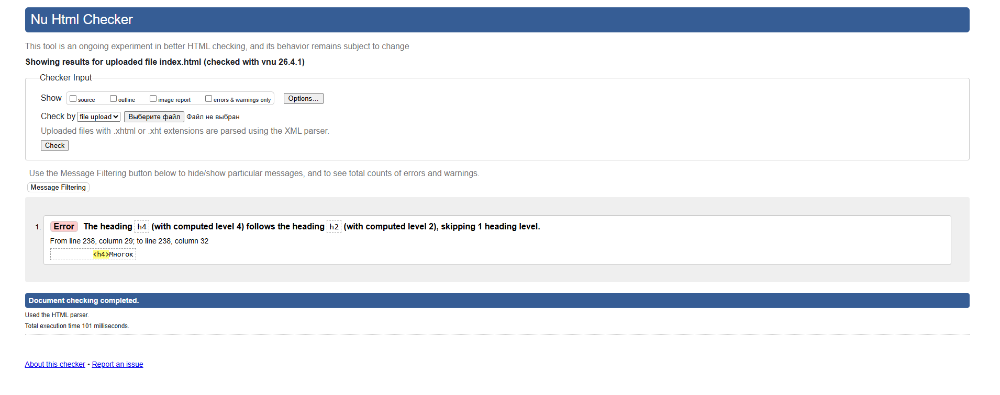 Nu Html Checker
This tool is an ongoing experiment in better HTML checking, and its behavior remains subject to change
Showing results for uploaded file index.html (checked with vnu 26.4.1)
Checker Input
Show source outline image report errors & warnings only Options...
Check by file upload Выберите файл Файл не выбран
Uploaded files with .xhtml or .xht extensions are parsed using the XML parser.
Check
Use the Message Filtering button below to hide/show particular messages, and to see total counts of errors and warnings.
Message Filtering
1. Error The heading h4 (with computed level 4) follows the heading h2 (with computed level 2), skipping 1 heading level.
From line 238, column 29; to line 238, column 32
<h4>Многок
Document checking completed.
Used the HTML parser.
Total execution time 101 milliseconds.
About this checker • Report an issue